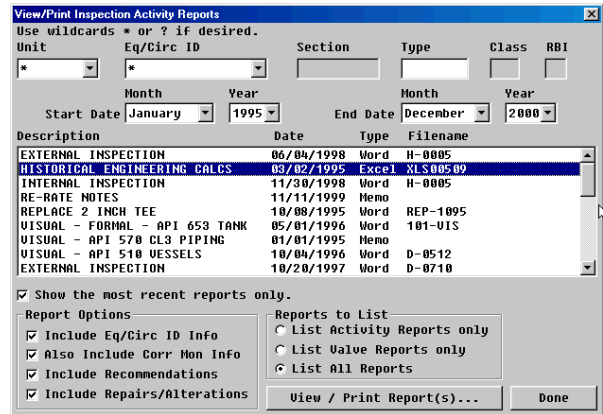 View/Print Inspection Activity Reports
Use wildcards * or ? if desired.
Unit Eq/Circ ID Section Type Class RBI
* *
Month Year Month Year
Start Date January 1995 End Date December 2000
Description Date Type Filename
EXTERNAL INSPECTION 06/04/1998 Word H-0005
HISTORICAL ENGINEERING CALCS 03/02/1995 Excel XLS00509
INTERNAL INSPECTION 11/30/1998 Word H-0005
RE-RATE NOTES 11/11/1999 Memo
REPLACE 2 INCH TEE 10/08/1995 Word REP-1095
VISUAL - FORMAL - API 653 TANK 05/01/1996 Word 101-VIS
VISUAL - API 570 CL3 PIPING 01/01/1995 Memo
VISUAL - API 510 VESSELS 10/04/1996 Word D-0512
EXTERNAL INSPECTION 10/20/1997 Word D-0710
Show the most recent reports only.
Report Options
Include Eq/Circ ID Info
Also Include Corr Mon Info
Include Recommendations
Include Repairs/Alterations
Reports to List
List Activity Reports only
List Valve Reports only
List All Reports
View / Print Report(s)... Done